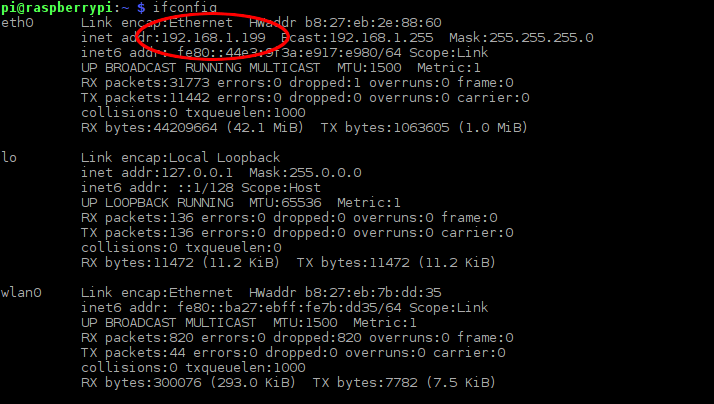 pi@raspberrypi:~ $ ifconfig
eth0 Link encap:Ethernet HWaddr b8:27:eb:2e:88:60
inet addr:192.168.1.199 Bcast:192.168.1.255 Mask:255.255.255.0
inet6 addr: fe80::44e3:9f3a:e917:e980/64 Scope:Link
UP BROADCAST RUNNING MULTICAST MTU:1500 Metric:1
RX packets:31773 errors:0 dropped:1 overruns:0 frame:0
TX packets:11442 errors:0 dropped:0 overruns:0 carrier:0
collisions:0 txqueuelen:1000
RX bytes:44209664 (42.1 MiB) TX bytes:1063605 (1.0 MiB)
lo Link encap:Local Loopback
inet addr:127.0.0.1 Mask:255.0.0.0
inet6 addr: ::1/128 Scope:Host
UP LOOPBACK RUNNING MTU:65536 Metric:1
RX packets:136 errors:0 dropped:0 overruns:0 frame:0
TX packets:136 errors:0 dropped:0 overruns:0 carrier:0
collisions:0 txqueuelen:0
RX bytes:11472 (11.2 KiB) TX bytes:11472 (11.2 KiB)
wlan0 Link encap:Ethernet HWaddr b8:27:eb:7b:dd:35
inet6 addr: fe80::ba27:ebff:fe7b:dd35/64 Scope:Link
UP BROADCAST MULTICAST MTU:1500 Metric:1
RX packets:820 errors:0 dropped:820 overruns:0 frame:0
TX packets:44 errors:0 dropped:0 overruns:0 carrier:0
collisions:0 txqueuelen:1000
RX bytes:300076 (293.0 KiB) TX bytes:7782 (7.5 KiB)